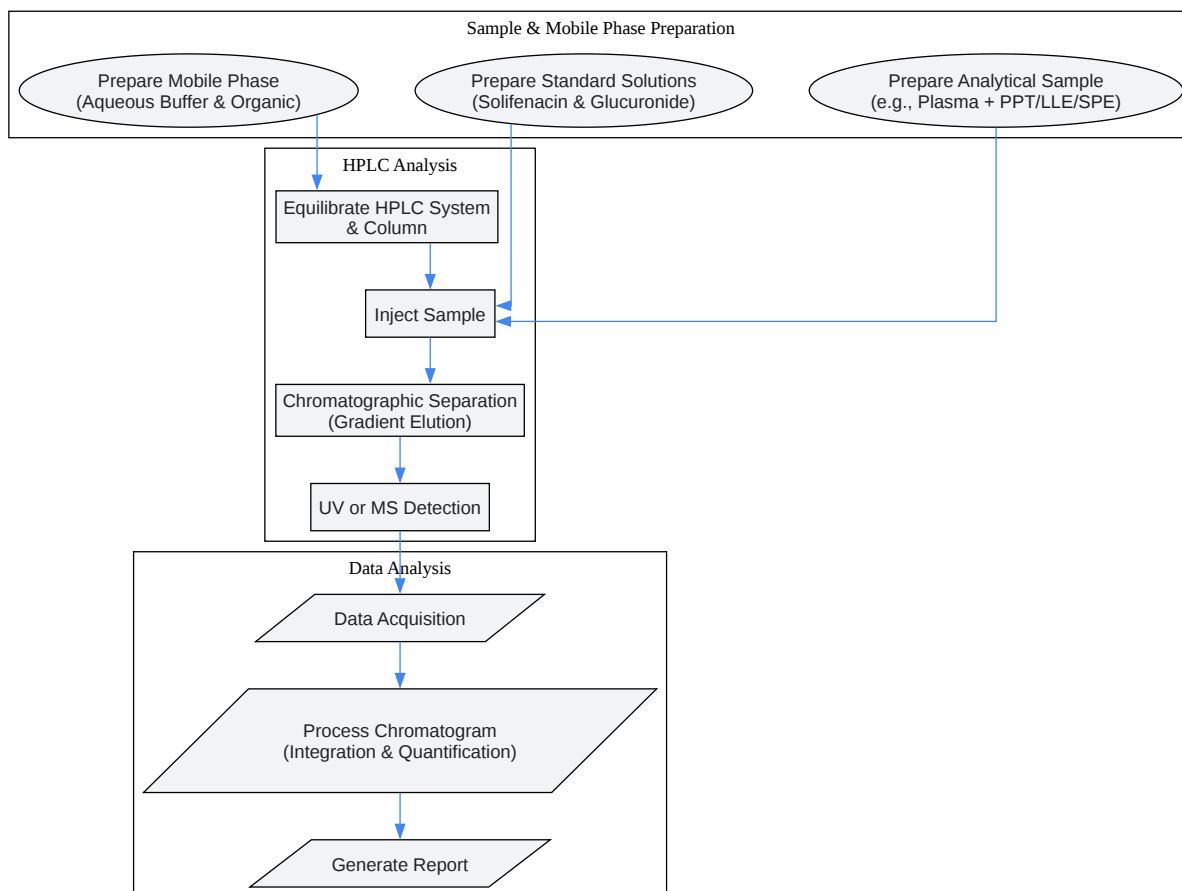 Sample & Mobile Phase Preparation
Prepare Mobile Phase
(Aqueous Buffer & Organic)
Prepare Standard Solutions
(Solifenacin & Glucuronide)
Prepare Analytical Sample
(e.g., Plasma + PPT/LLE/SPE)
HPLC Analysis
Equilibrate HPLC System
& Column
Inject Sample
Chromatographic Separation
(Gradient Elution)
UV or MS Detection
Data Analysis
Data Acquisition
Process Chromatogram
(Integration & Quantification)
Generate Report